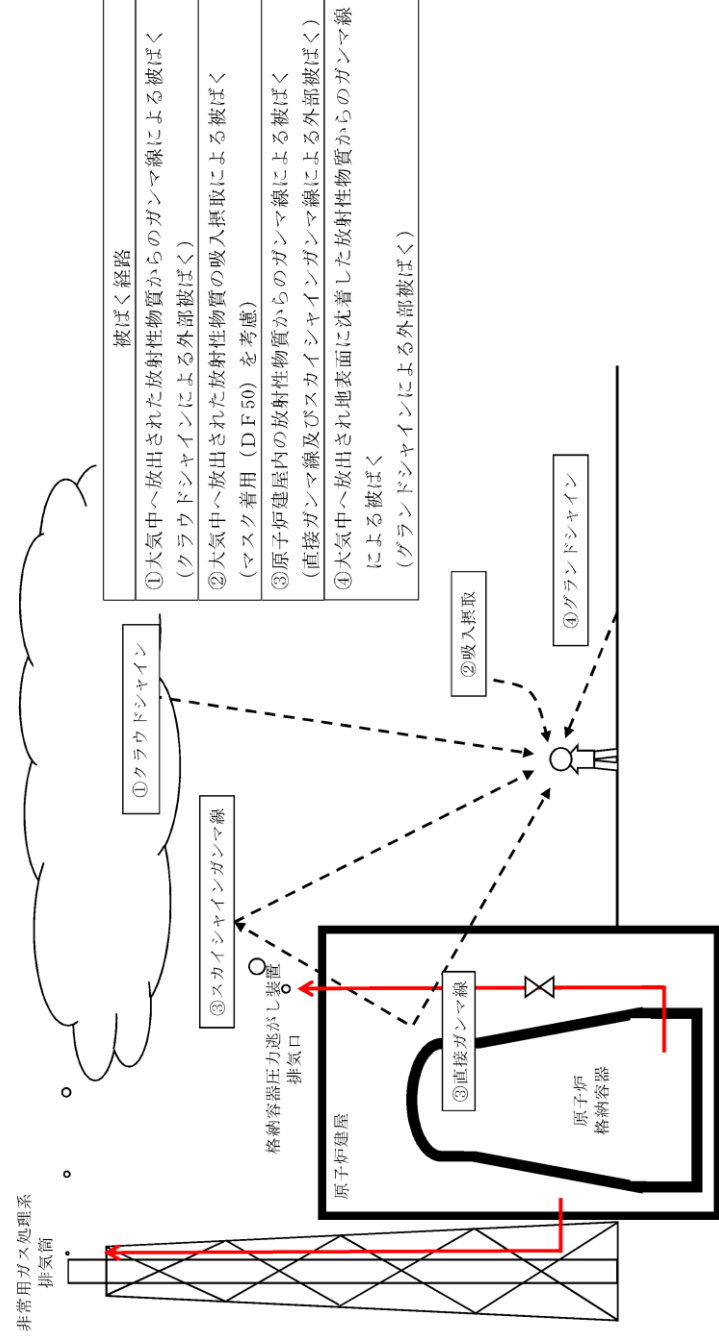 非常用ガス処理系
排気筒
格納容器圧力逃がし装置
排気口
原子炉建屋
原子炉
格納容器
③直接ガンマ線
③スカイシャインガンマ線
①クラウドシャイン
②吸入摂取
④グランドシャイン
被ばく経路
①大気中へ放出された放射性物質からのガンマ線による被ばく
(クラウドシャインによる外部被ばく)
②大気中へ放出された放射性物質の吸入摂取による被ばく
(マスク着用(DF50)を考慮)
③原子炉建屋内の放射性物質からのガンマ線による被ばく
(直接ガンマ線及びスカイシャインガンマ線による外部被ばく)
④大気中へ放出され地表面に沈着した放射性物質からのガンマ線
による被ばく
(グランドシャインによる外部被ばく)